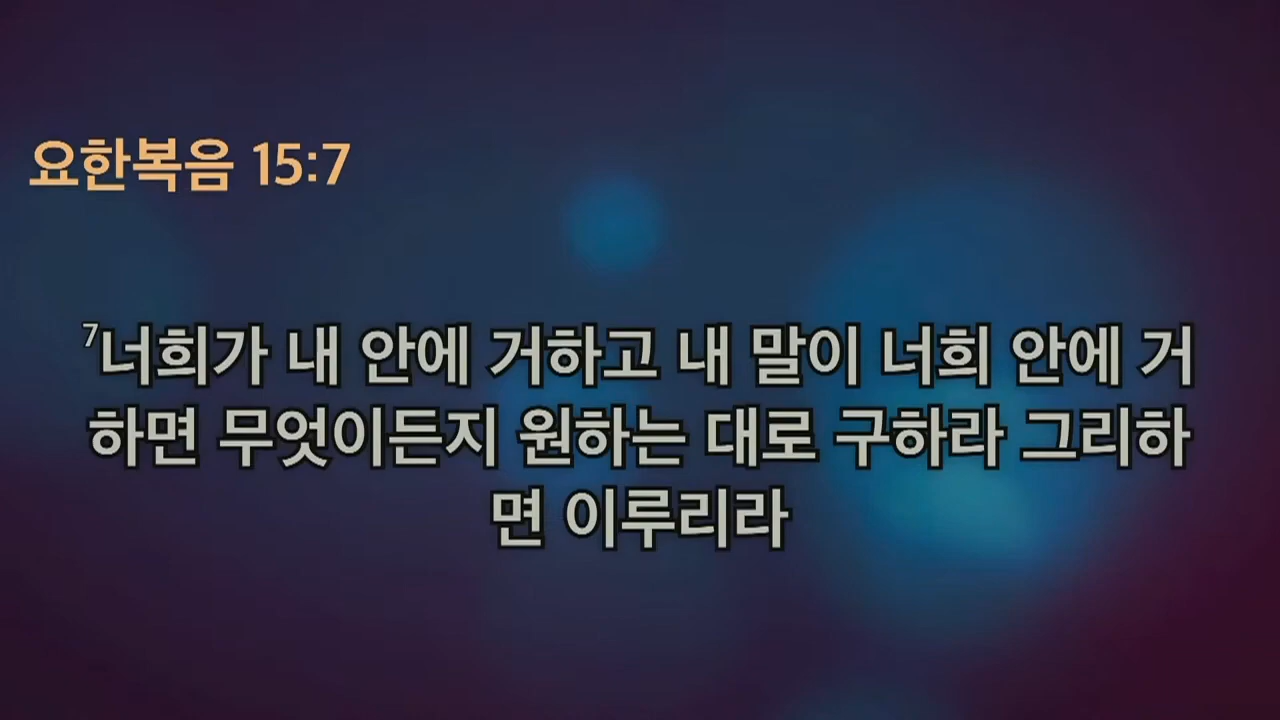 요한복음 15:7
7너희가 내 안에 거하고 내 말이 너희 안에 거
하면 무엇이든지 원하는 대로 구하라 그리하
면 이루리라